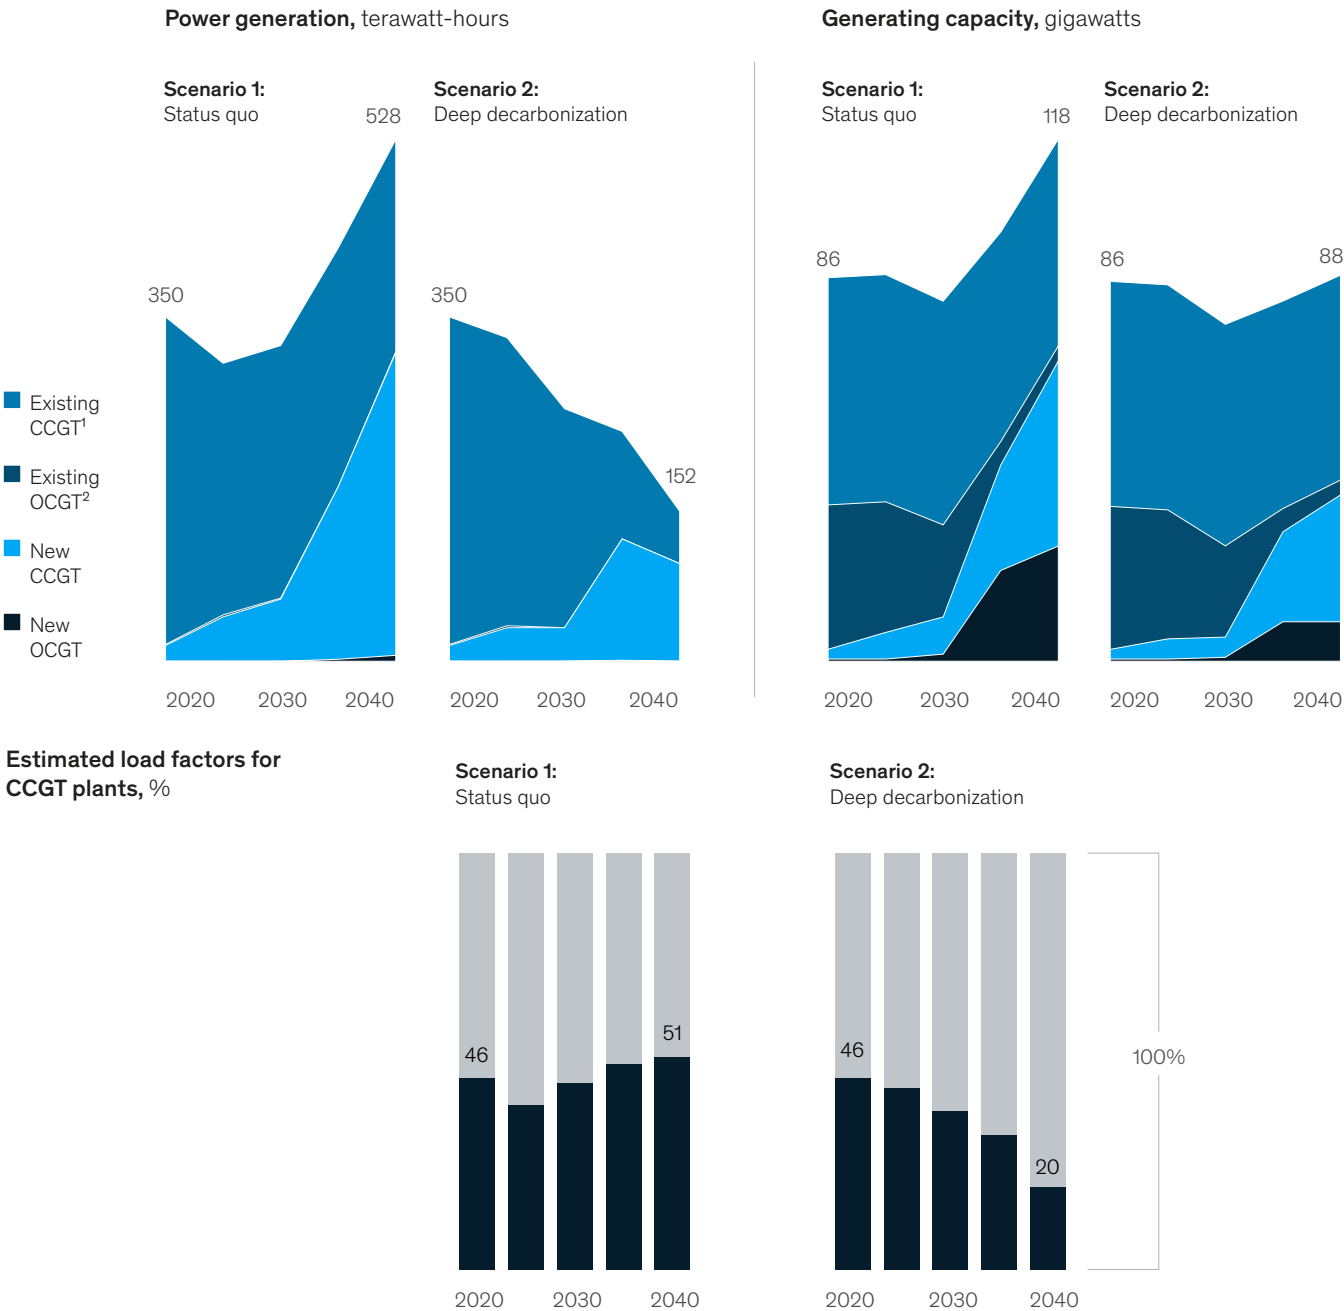 Power generation, terawatt-hours
Generating capacity, gigawatts
Scenario 1:
Status quo
Scenario 2:
Deep decarbonization
Scenario 1:
Status quo
Scenario 2:
Deep decarbonization
528
350
350
152
118
86
86
88
Existing
CCGT¹
Existing
OCGT²
New
CCGT
New
OCGT
2020 2030 2040
2020 2030 2040
2020 2030 2040
2020 2030 2040
Estimated load factors for
CCGT plants, %
Scenario 1:
Status quo
Scenario 2:
Deep decarbonization
46
51
46
20
100%
2020 2030 2040
2020 2030 2040